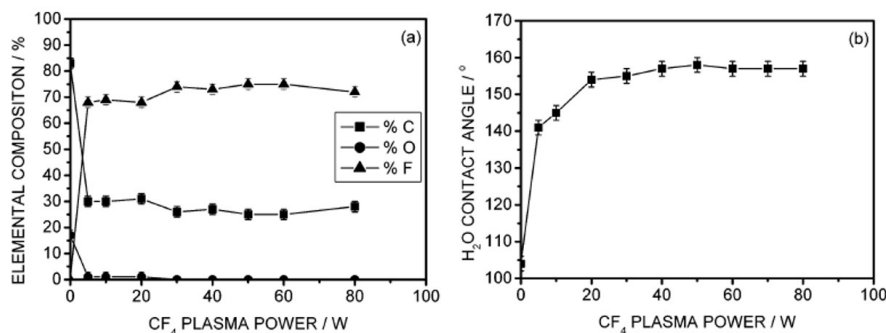 (a)
ELEMENTAL COMPOSITON / %
100
90
80
70
60
50
40
30
20
10
0
% C
% O
% F
0 20 40 60 80 100
CF₄ PLASMA POWER / W
(b)
H₂O CONTACT ANGLE / °
170
160
150
140
130
120
110
100
0 20 40 60 80 100
CF₄ PLASMA POWER / W